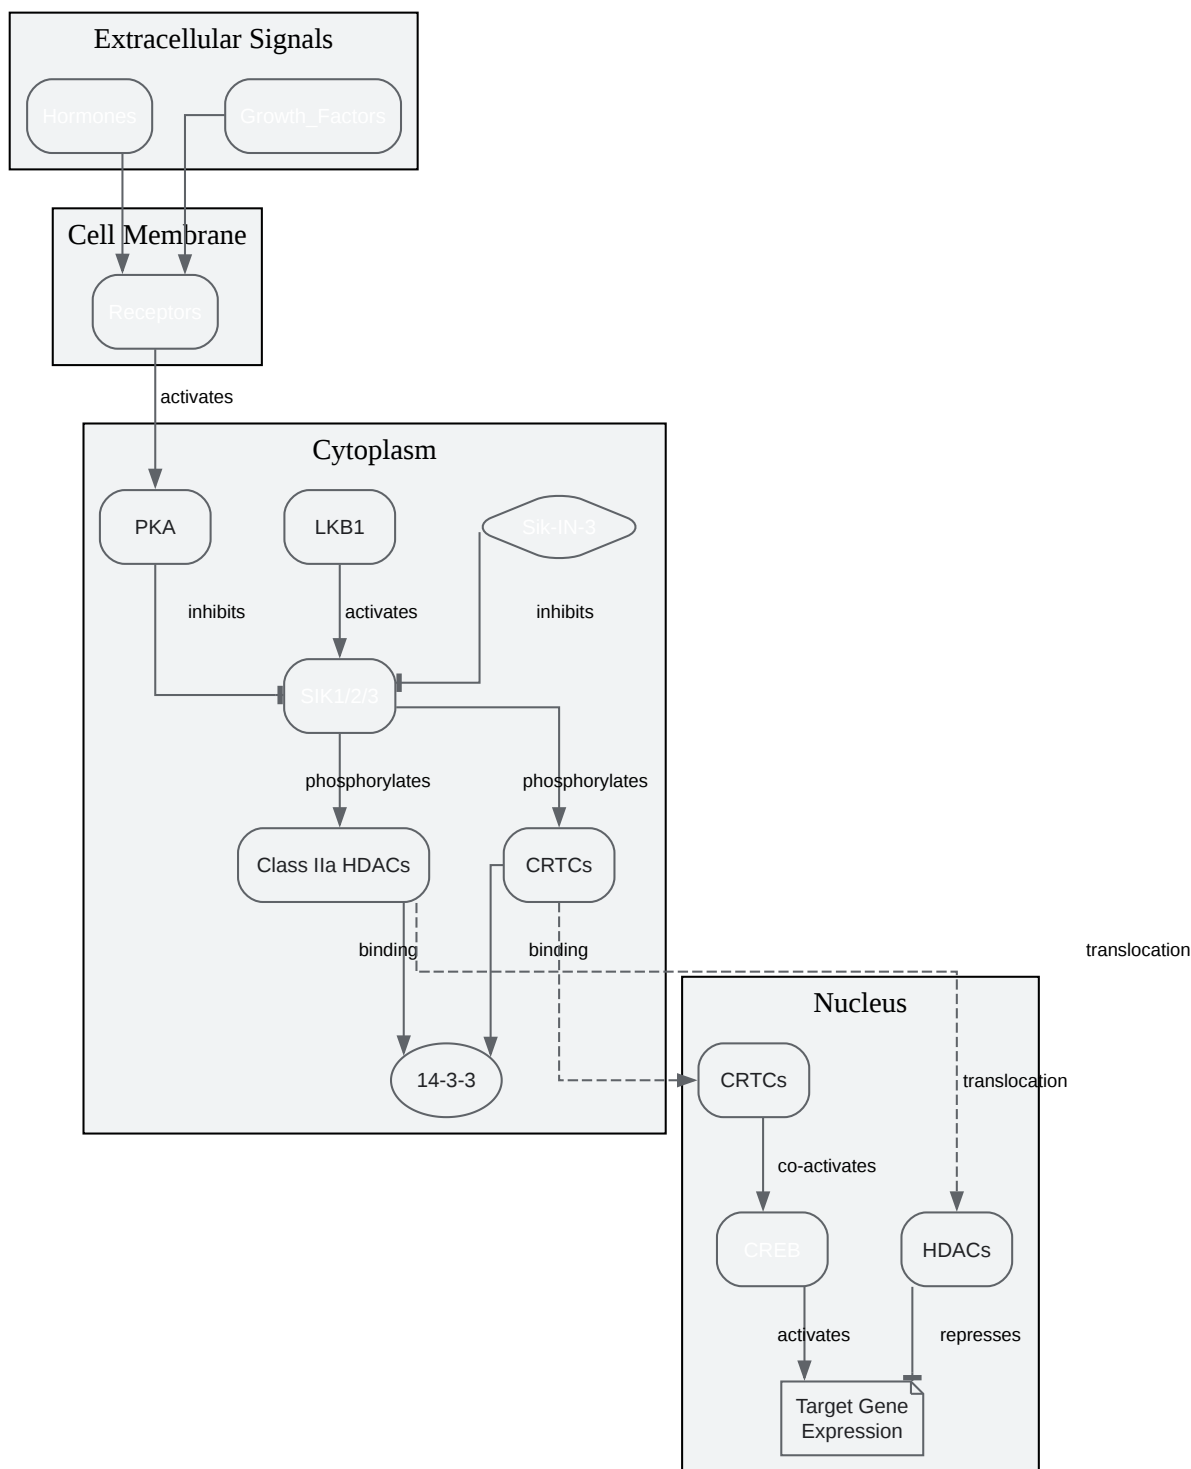 Extracellular Signals
Hormones
Growth_Factors
Cell Membrane
Receptors
activates
Cytoplasm
PKA
LKB1
Sik-IN-3
inhibits
activates
inhibits
SIK1/2/3
phosphorylates
phosphorylates
Class IIa HDACs
CRTCs
binding
binding
translocation
Nucleus
14-3-3
CRTCs
translocation
co-activates
CREB
HDACs
activates
represses
Target Gene
Expression